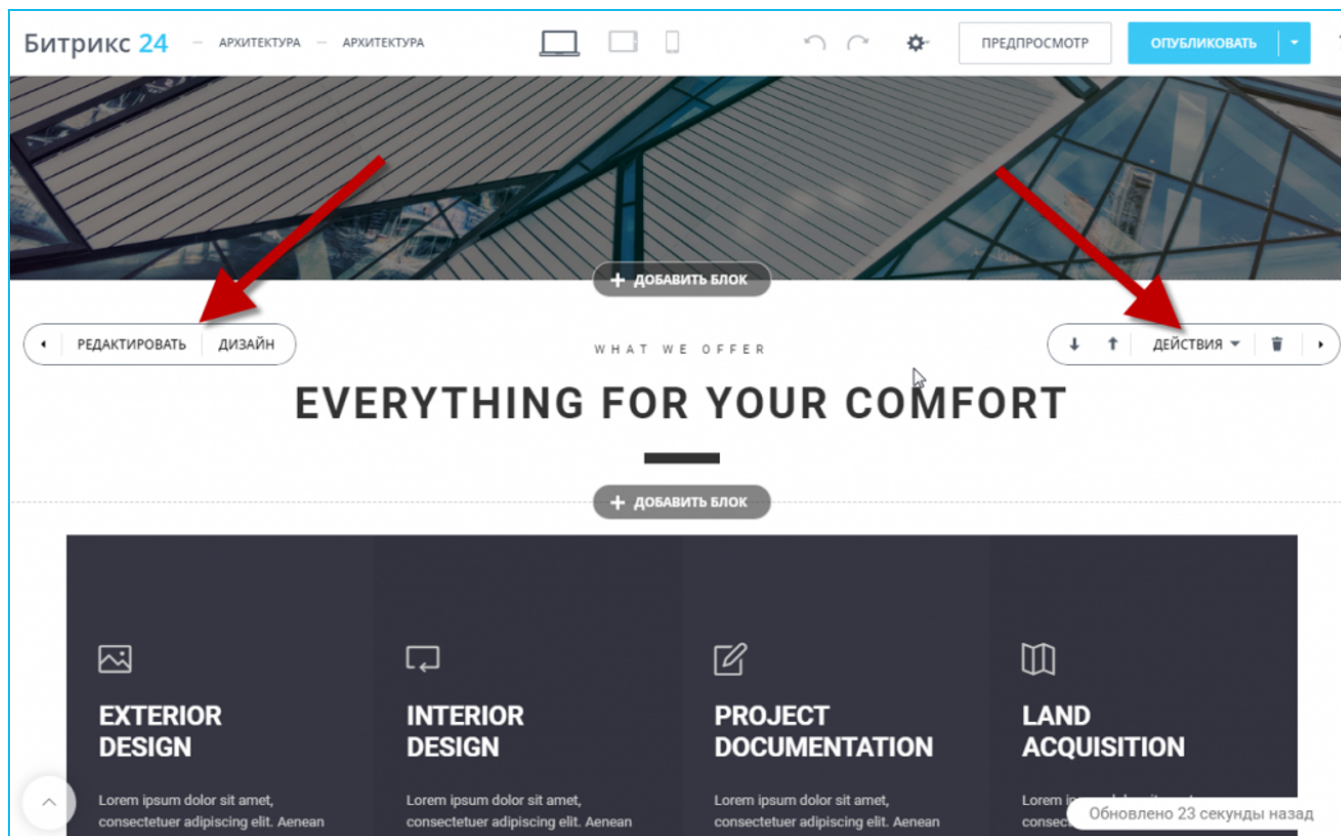 Битрикс 24 — АРХИТЕКТУРА — АРХИТЕКТУРА
ПРЕДПРОСМОТР
ОПУБЛИКОВАТЬ
+ ДОБАВИТЬ БЛОК
РЕДАКТИРОВАТЬ ДИЗАЙН
ДЕЙСТВИЯ
WHAT WE OFFER
EVERYTHING FOR YOUR COMFORT
+ ДОБАВИТЬ БЛОК
EXTERIOR
DESIGN
Lorem ipsum dolor sit amet,
consectetuer adipiscing elit. Aenean
INTERIOR
DESIGN
Lorem ipsum dolor sit amet,
consectetuer adipiscing elit. Aenean
PROJECT
DOCUMENTATION
Lorem ipsum dolor sit amet,
consectetuer adipiscing elit. Aenean
LAND
ACQUISITION
Lorem
Обновлено 23 секунды назад